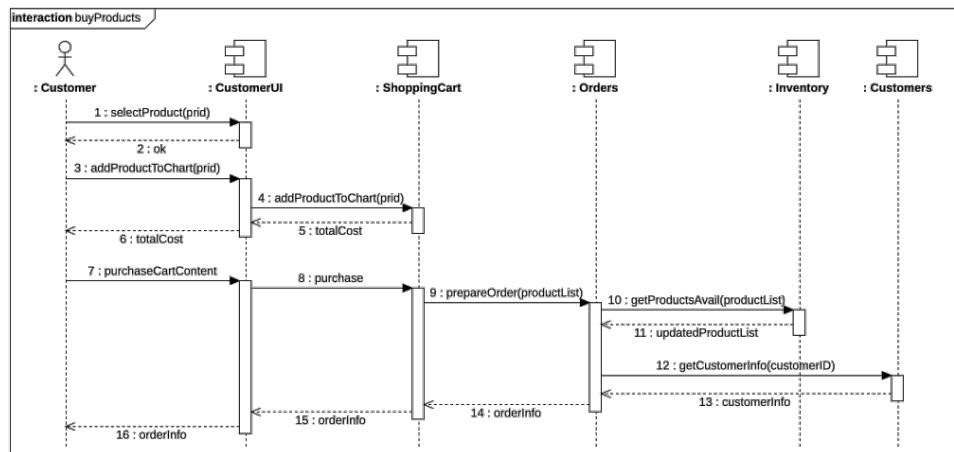 interaction buyProducts
: Customer
: CustomerUI
: ShoppingCart
: Orders
: Inventory
: Customers
1 : selectProduct(prid)
2 : ok
3 : addProductToChart(prid)
4 : addProductToChart(prid)
5 : totalCost
6 : totalCost
7 : purchaseCartContent
8 : purchase
9 : prepareOrder(productList)
10 : getProductsAvail(productList)
11 : updatedProductList
12 : getCustomerInfo(customerID)
13 : customerInfo
14 : orderInfo
15 : orderInfo
16 : orderInfo